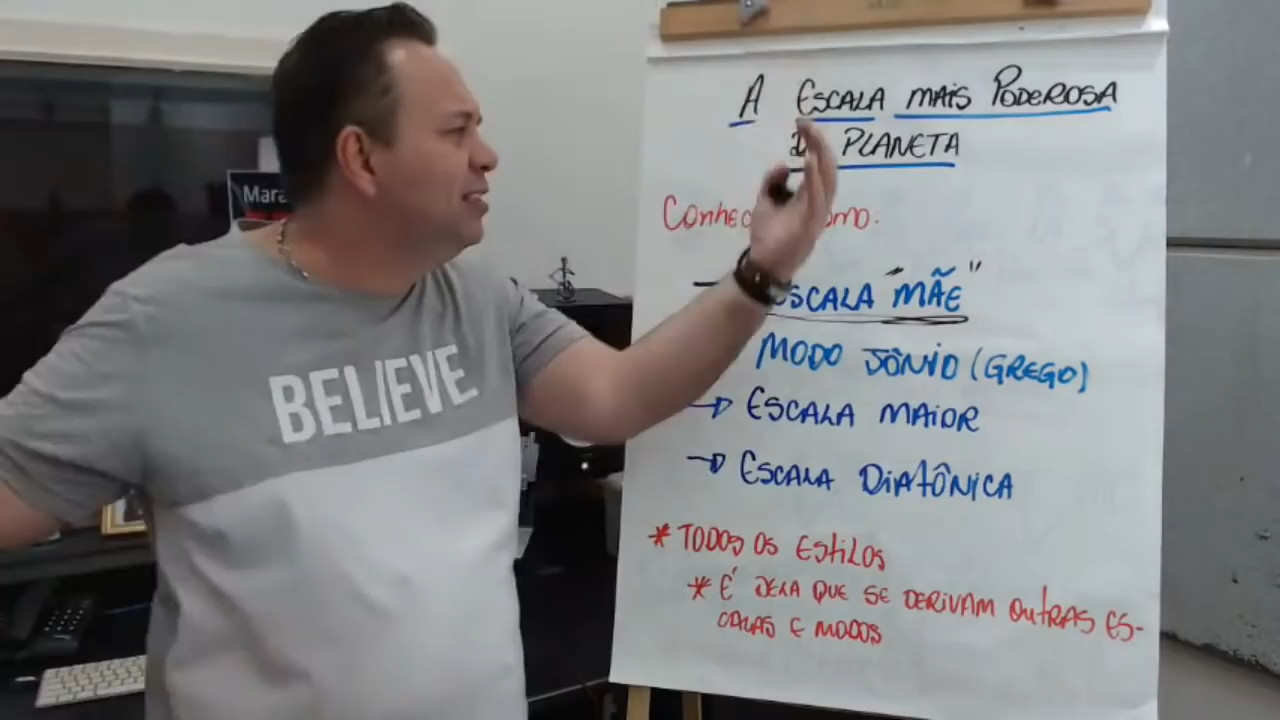 A ESCALA MAIS PODEROSA
PLANETA
Mara
"MÃE"
ESCALA
MODO JÔNIO (GREGO)
→ ESCALA MAIOR
→ ESCALA DIATÔNICA
* TODOS OS ESTILOS
* É DELA QUE SE DERIVAM OUTRAS ES-
CALAS E MODOS
BELIEVE.